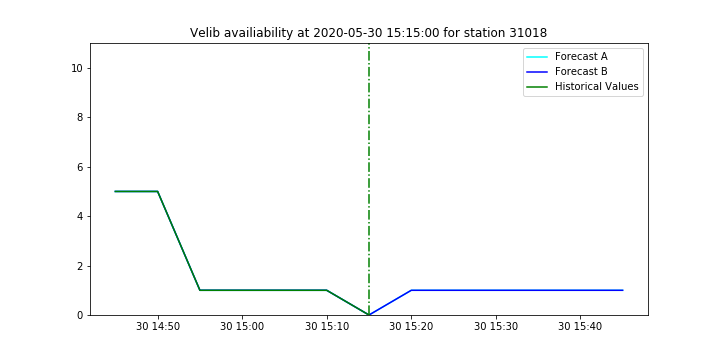 Velib availiability at 2020-05-30 15:15:00 for station 31018
Forecast A
Forecast B
Historical Values
10
8
6
4
2
0
30 14:50 30 15:00 30 15:10 30 15:20 30 15:30 30 15:40